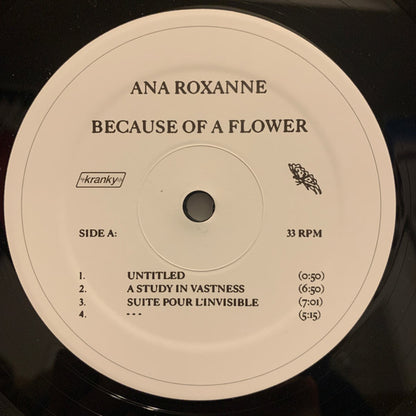 ANA ROXANNE
BECAUSE OF A FLOWER
kranky
SIDE A: 33 RPM
1. UNTITLED (0:50)
2. A STUDY IN VASTNESS (6:50)
3. SUITE POUR L'INVISIBLE (7:01)
4. - - - (5:15)